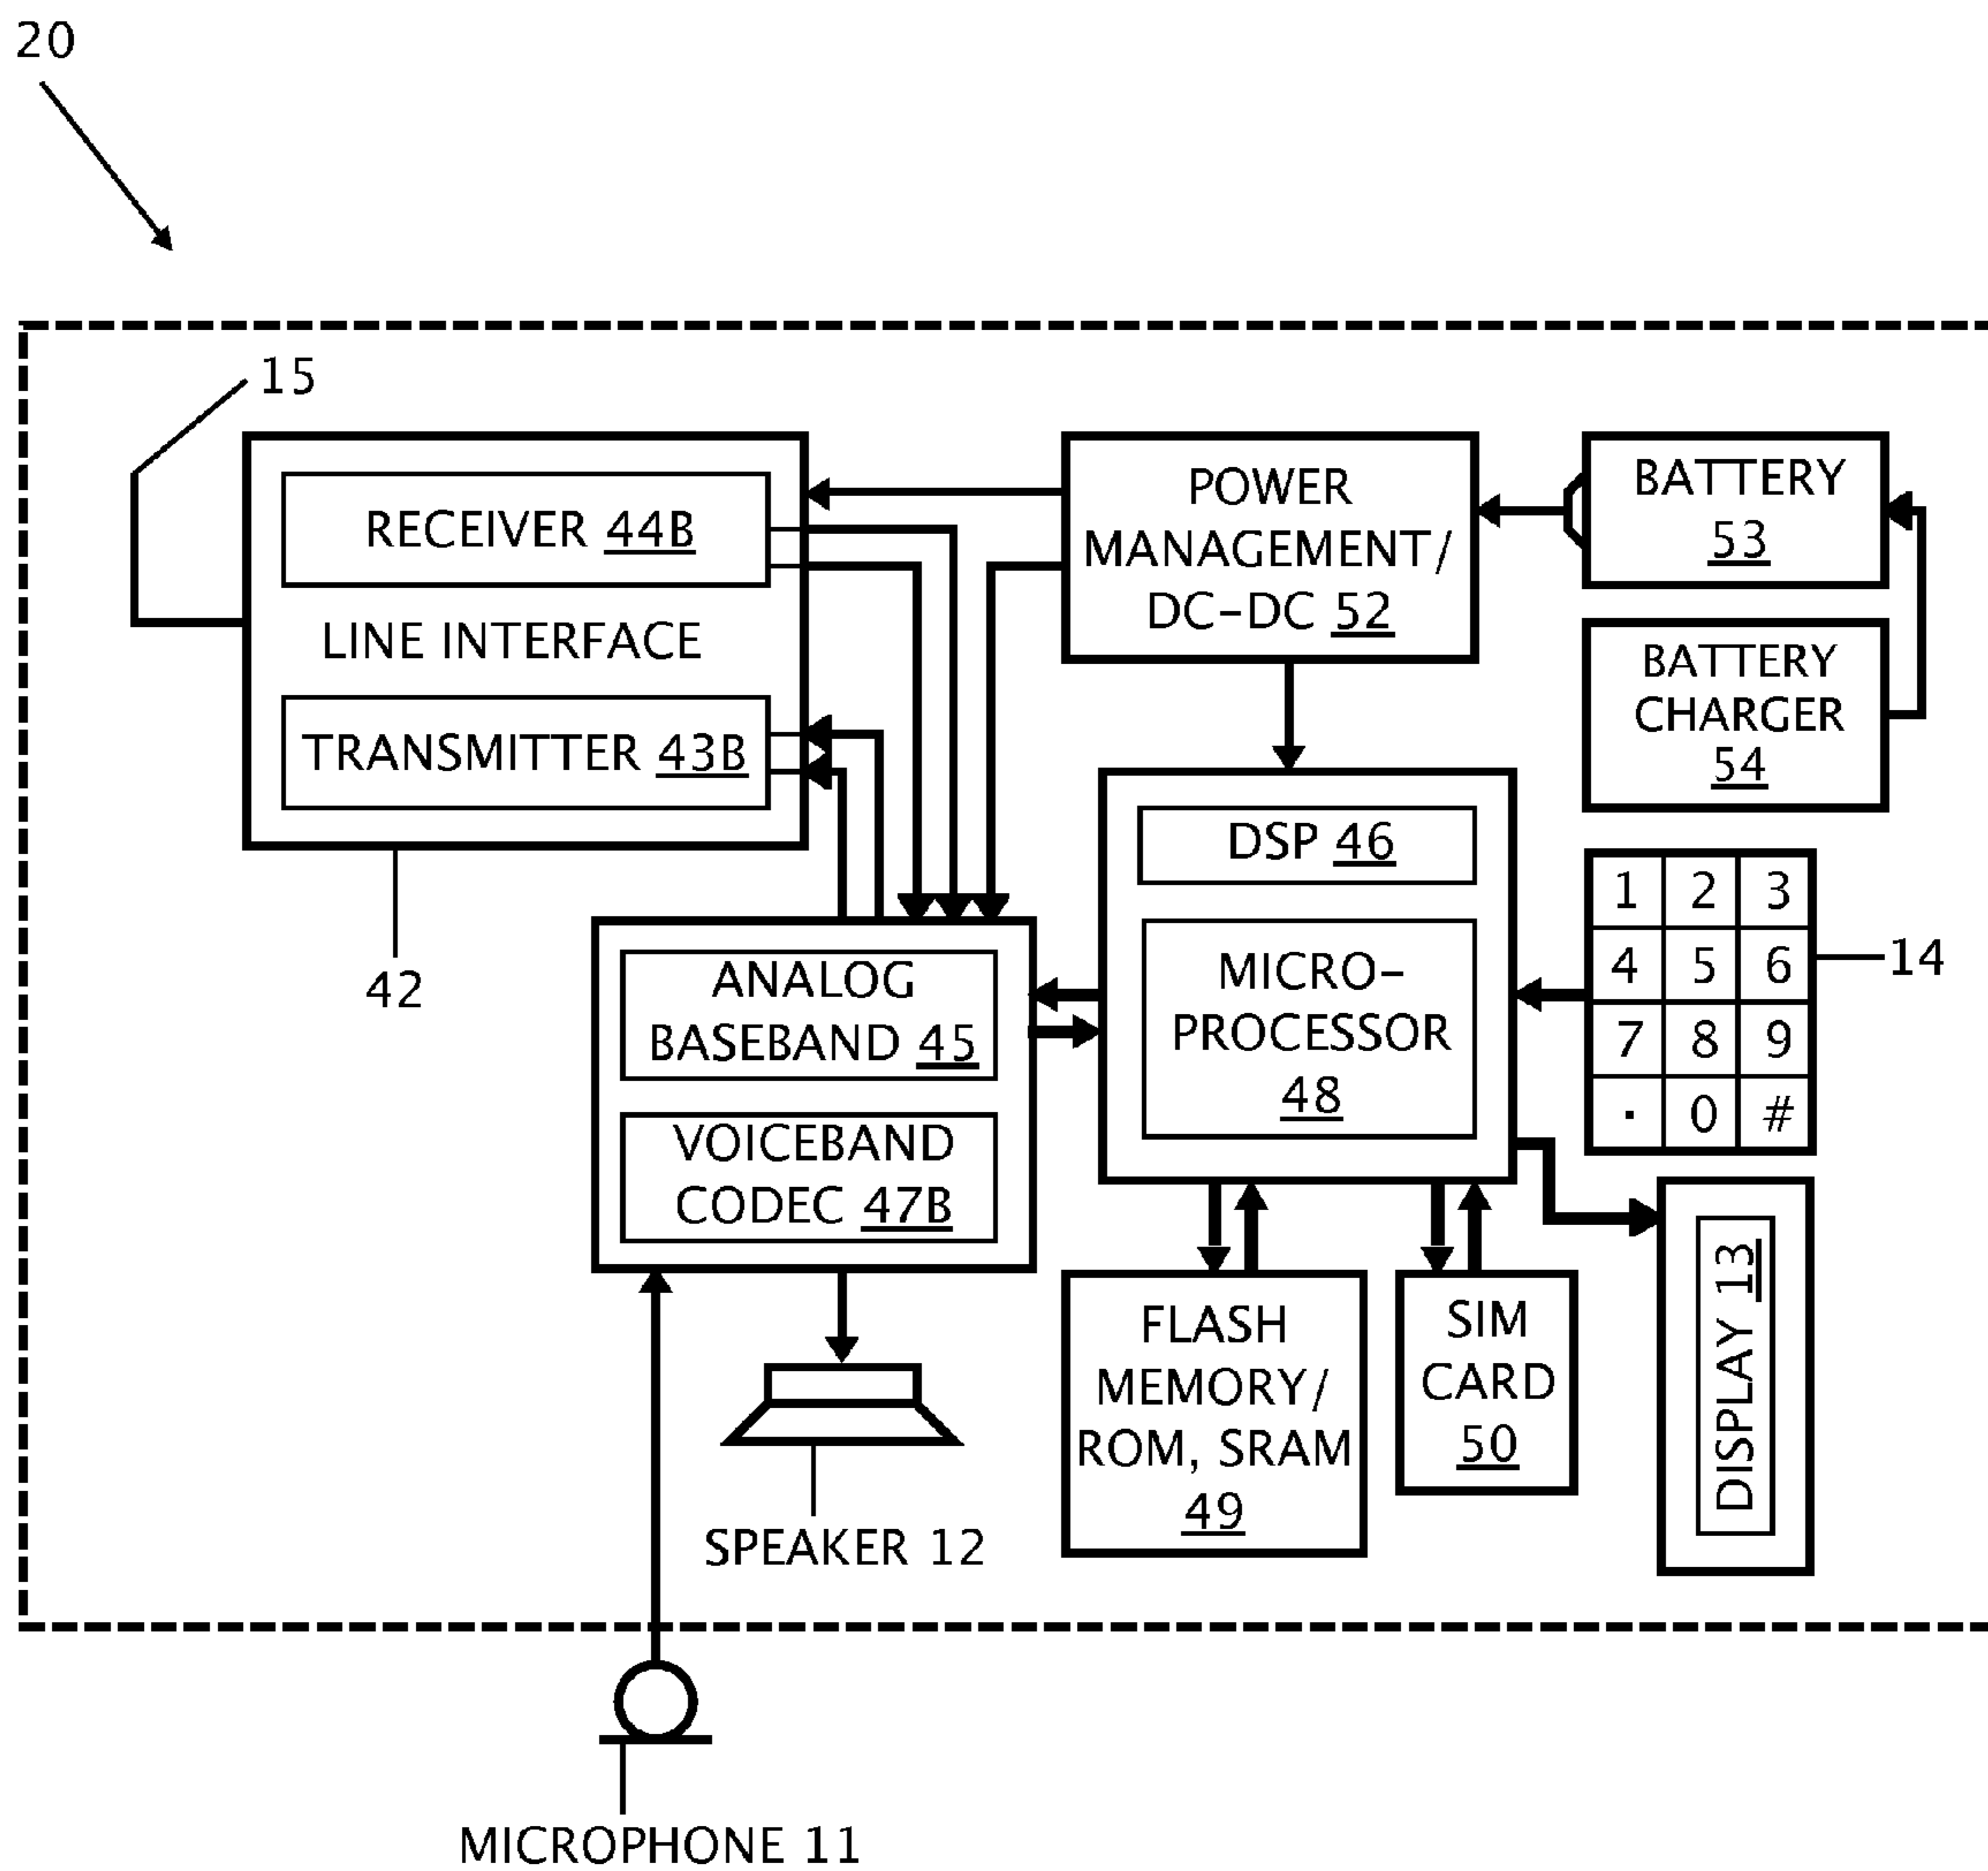 20
15
RECEIVER 44B
LINE INTERFACE
TRANSMITTER 43B
42
POWER
MANAGEMENT/
DC-DC 52
BATTERY
53
BATTERY
CHARGER
54
DSP 46
MICRO-
PROCESSOR
48
1 2 3
4 5 6
7 8 9
· 0 #
14
ANALOG
BASEBAND 45
VOICEBAND
CODEC 47B
FLASH
MEMORY/
ROM, SRAM
49
SIM
CARD
50
DISPLAY 13
SPEAKER 12
MICROPHONE 11